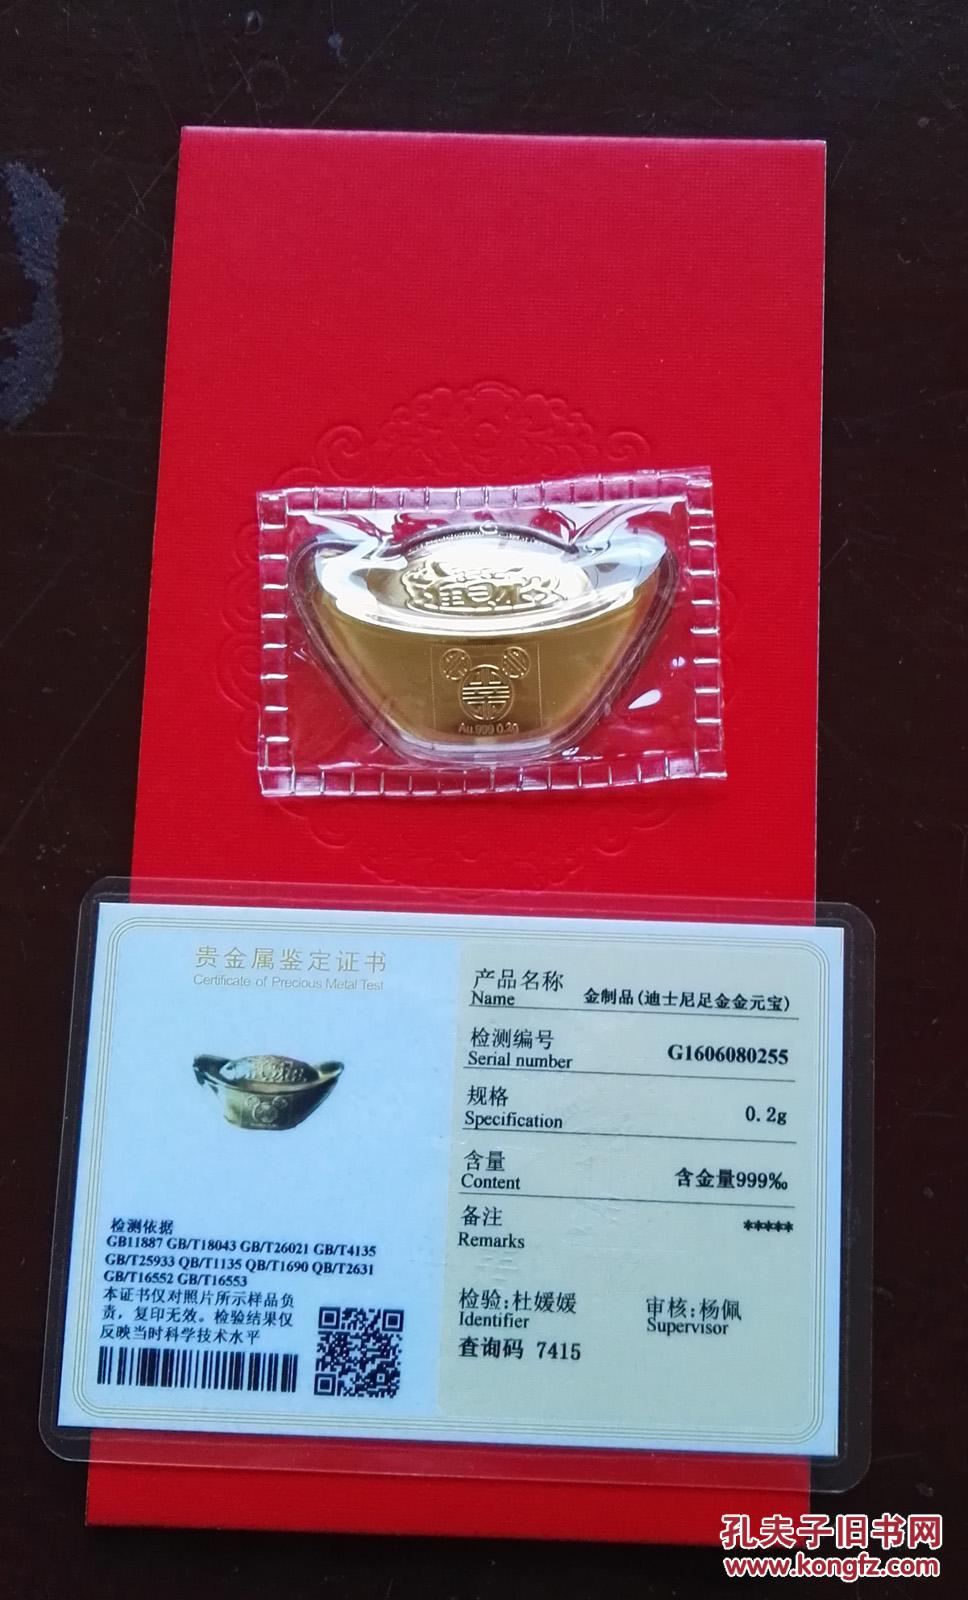 Au.999 0.2g
贵金属鉴定证书
Certificate of Precious Metal Test
检测依据
GB11887 GB/T18043 GB/T26021 GB/T4135
GB/T25933 QB/T1135 QB/T1690 QB/T2631
GB/T16552 GB/T16553
本证书仅对照片所示样品负
责，复印无效。检验结果仅
反映当时科学技术水平
产品名称
Name 金制品(迪士尼足金金元宝)
检测编号
Serial number G1606080255
规格
Specification 0.2g
含量
Content 含金量999‰
备注
Remarks *****
检验:杜媛媛 审核:杨佩
Identifier Supervisor
查询码 7415
孔夫子旧书网
www.kongfz.com